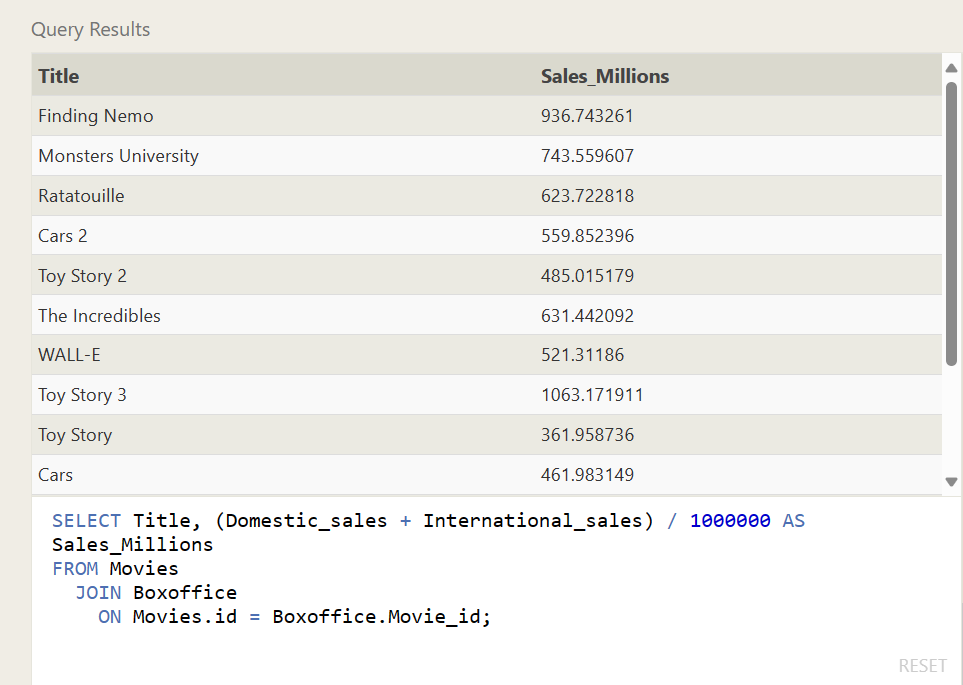 Query Results
Title Sales_Millions
Finding Nemo 936.743261
Monsters University 743.559607
Ratatouille 623.722818
Cars 2 559.852396
Toy Story 2 485.015179
The Incredibles 631.442092
WALL-E 521.31186
Toy Story 3 1063.171911
Toy Story 361.958736
Cars 461.983149
SELECT Title, (Domestic_sales + International_sales) / 1000000 AS
Sales_Millions
FROM Movies
  JOIN Boxoffice
    ON Movies.id = Boxoffice.Movie_id;
RESET